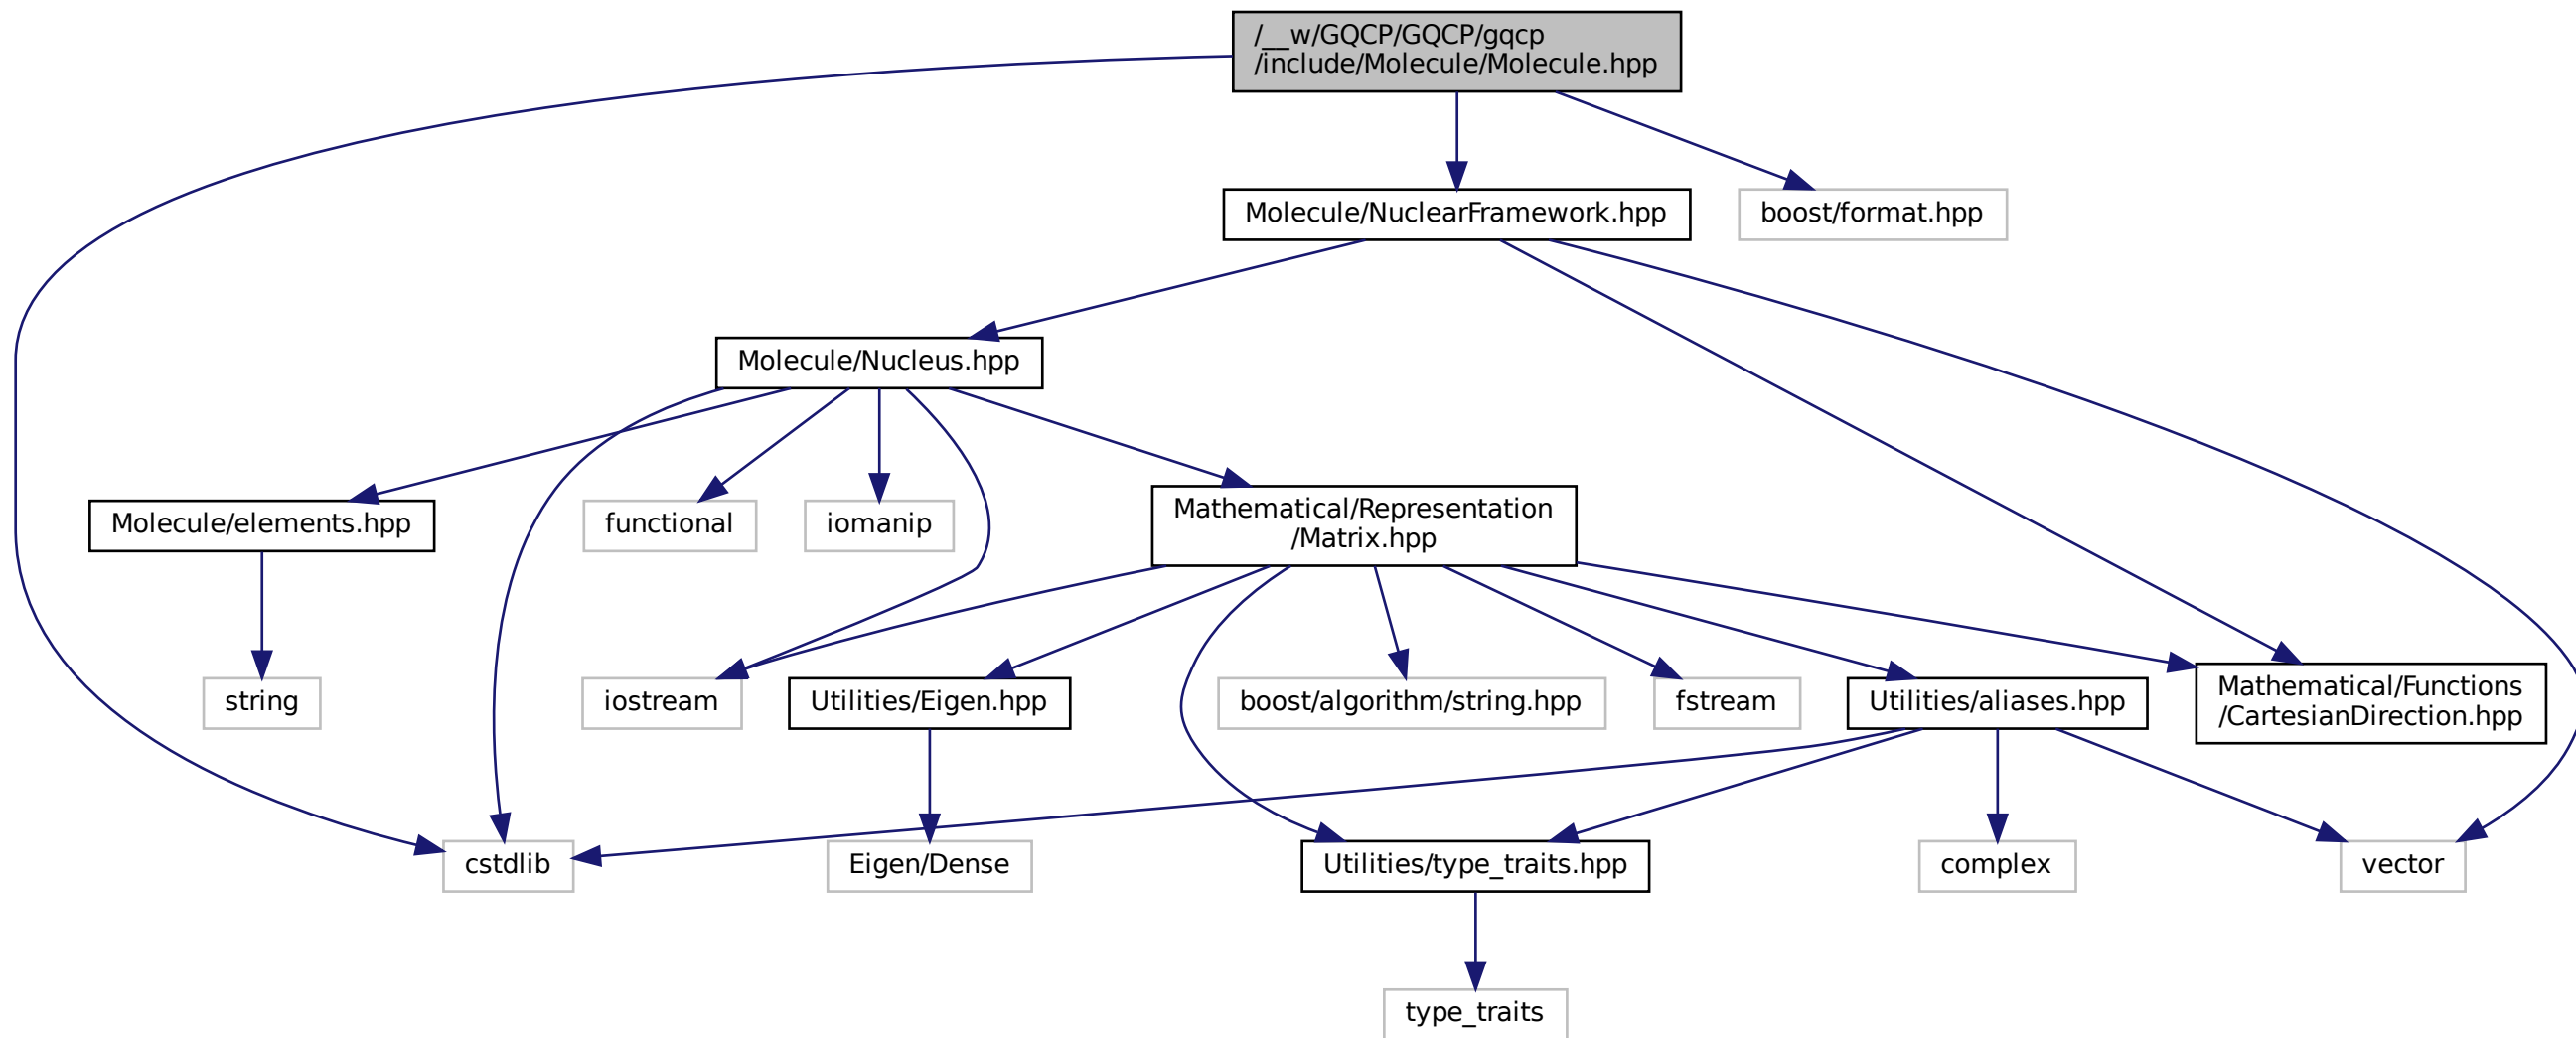 /__w/GQCP/GQCP/gqcp
/include/Molecule/Molecule.hpp
Molecule/NuclearFramework.hpp
boost/format.hpp
Molecule/Nucleus.hpp
Molecule/elements.hpp
functional
iomanip
Mathematical/Representation
/Matrix.hpp
string
iostream
Utilities/Eigen.hpp
boost/algorithm/string.hpp
fstream
Utilities/aliases.hpp
Mathematical/Functions
/CartesianDirection.hpp
cstdlib
Eigen/Dense
Utilities/type_traits.hpp
complex
vector
type_traits